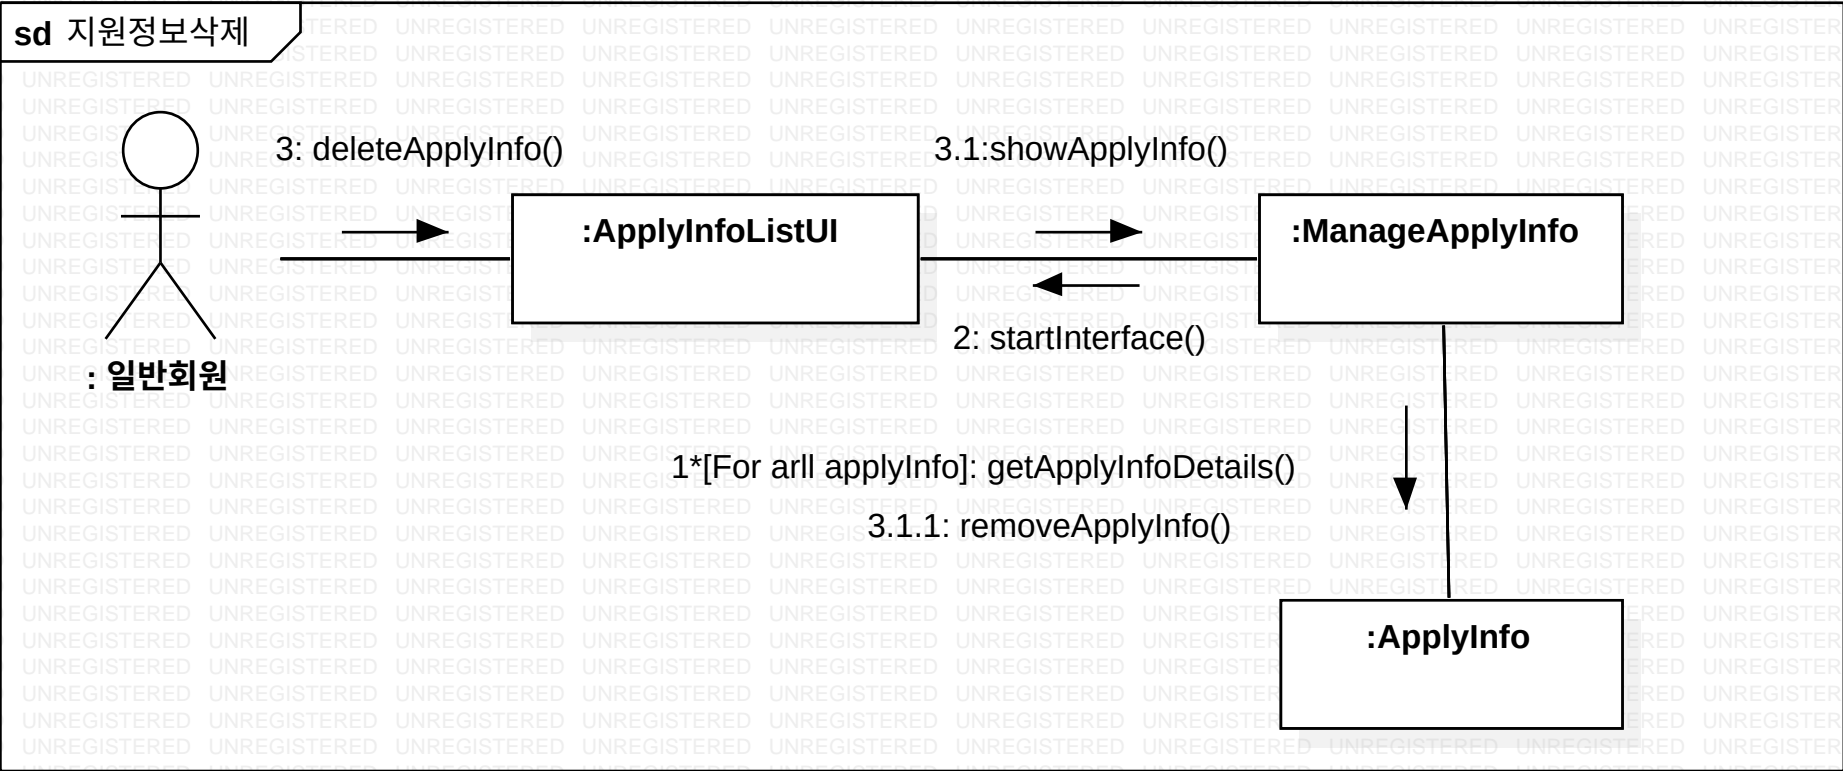 sd 지원정보삭제
3: deleteApplyInfo()
3.1:showApplyInfo()
:ApplyInfoListUI
:ManageApplyInfo
2: startInterface()
: 일반회원
1*[For arll applyInfo]: getApplyInfoDetails()
3.1.1: removeApplyInfo()
:ApplyInfo
UNREGISTERED